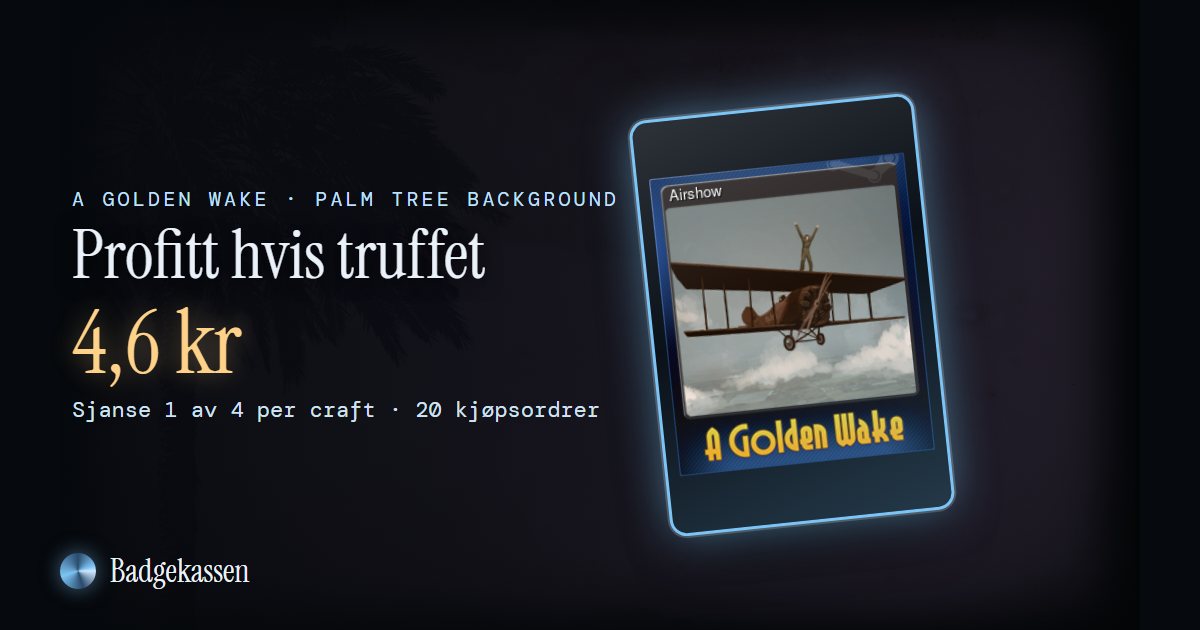 A GOLDEN WAKE · PALM TREE BACKGROUND
Profitt hvis truffet
4,6 kr
Sjanse 1 av 4 per craft · 20 kjøpsordrer
Airshow
A Golden Wake
Badgekassen